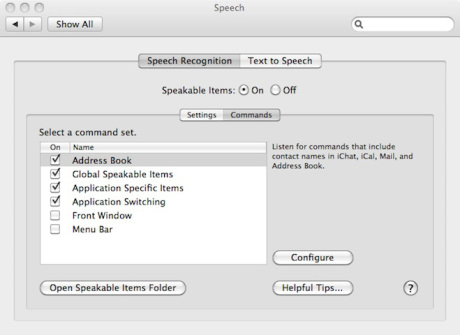 Speech
Show All
Speech Recognition Text to Speech
Speakable Items: On Off
Settings Commands
Select a command set.
On Name
Address Book
Global Speakable Items
Application Specific Items
Application Switching
Front Window
Menu Bar
Listen for commands that include
contact names in iChat, iCal, Mail, and
Address Book.
Configure
Open Speakable Items Folder
Helpful Tips...
?